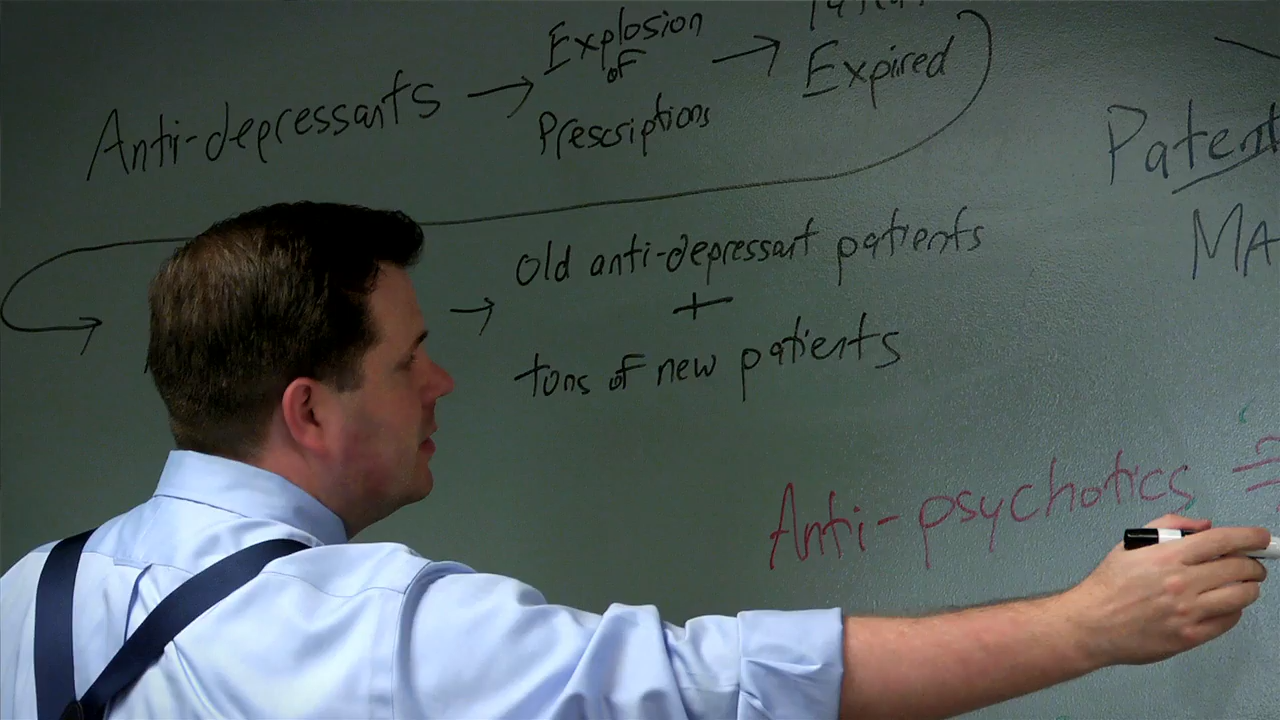 Anti-depressants → Explosion of Prescriptions → Expired
→ Old anti-depressant patients
+
tons of new patients
Patent
MA
Anti-psychotics =